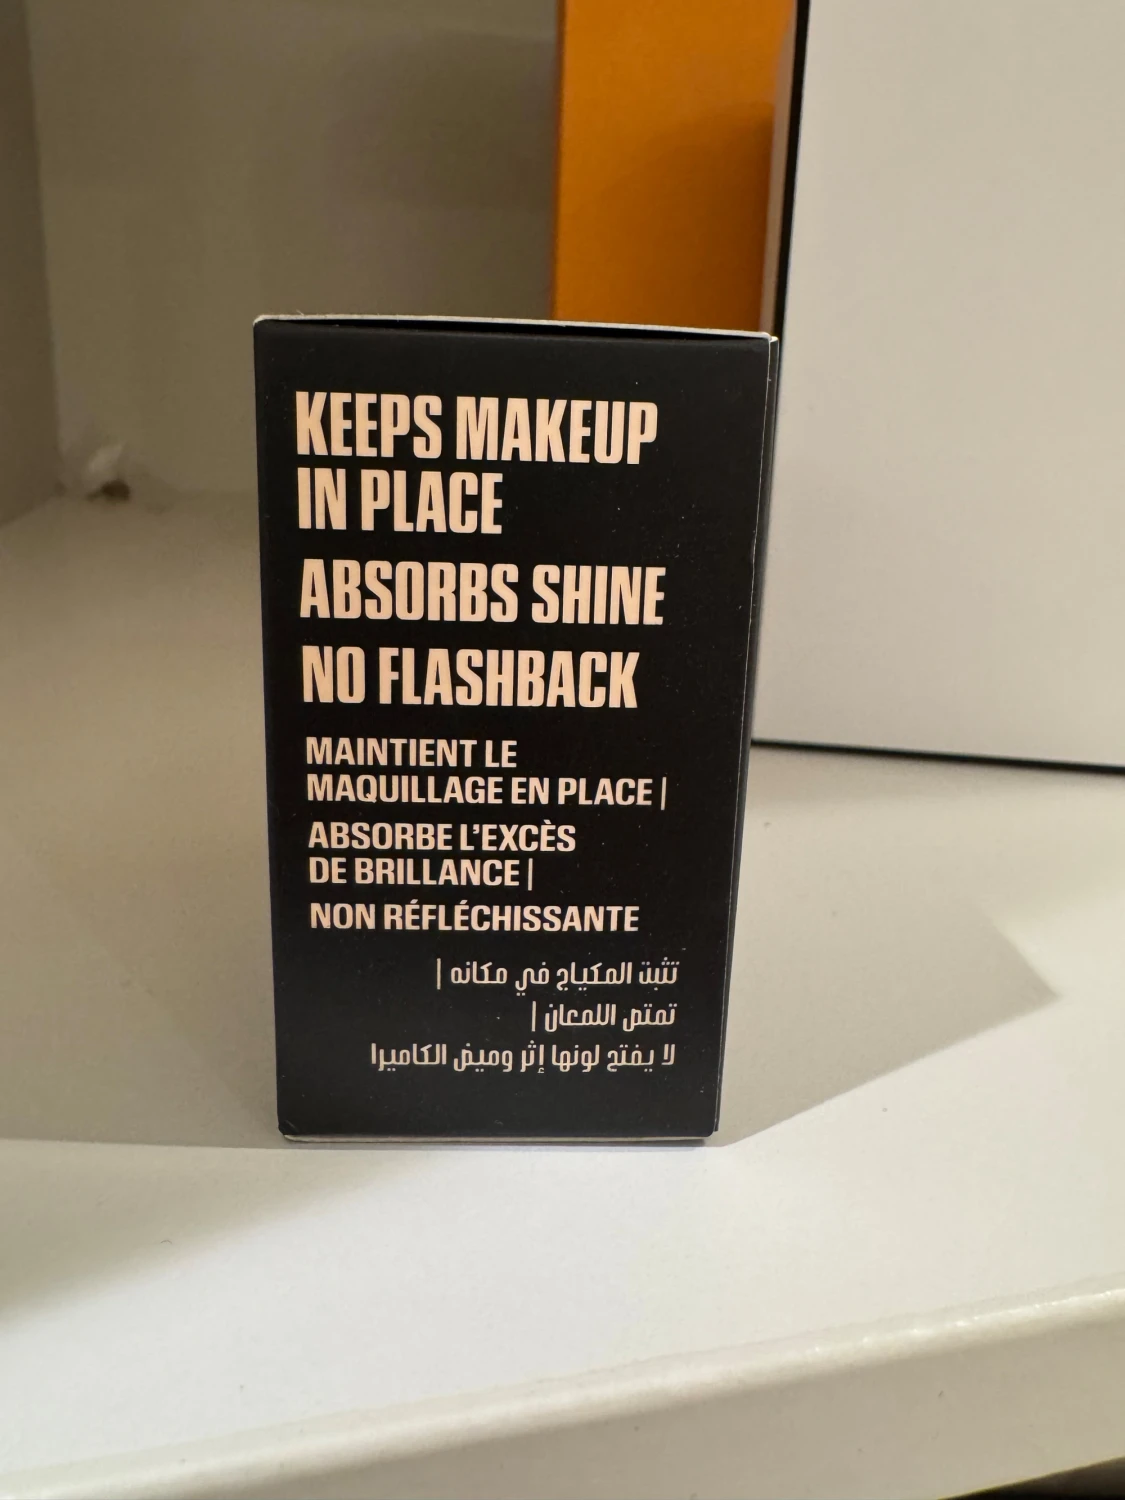 KEEPS MAKEUP
IN PLACE
ABSORBS SHINE
NO FLASHBACK
MAINTIENT LE
MAQUILLAGE EN PLACE |
ABSORBE L'EXCÈS
DE BRILLANCE |
NON RÉFLÉCHISSANTE
تثبت المكياج في مكانه |
تمتص اللمعان |
لا يفتح لونها إثر وميض الكاميرا